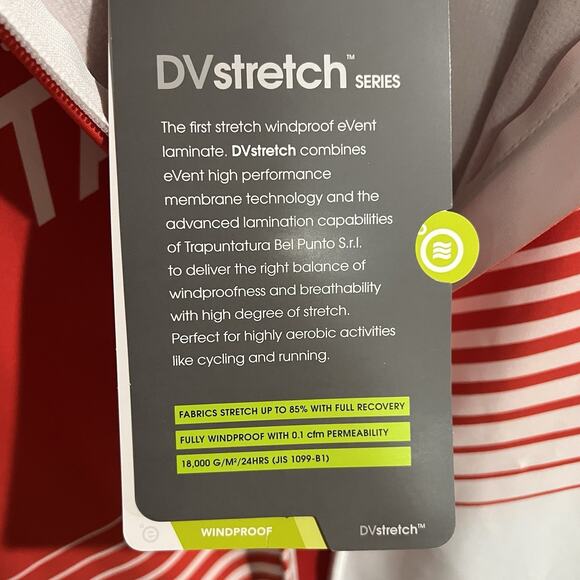 DVstretch™ SERIES
The first stretch windproof eVent
laminate. DVstretch combines
eVent high performance
membrane technology and the
advanced lamination capabilities
of Trapuntatura Bel Punto S.r.l.
to deliver the right balance of
windproofness and breathability
with high degree of stretch.
Perfect for highly aerobic activities
like cycling and running.
FABRICS STRETCH UP TO 85% WITH FULL RECOVERY
FULLY WINDPROOF WITH 0.1 cfm PERMEABILITY
18,000 G/M²/24HRS (JIS 1099-B1)
WINDPROOF DVstretch™
TA